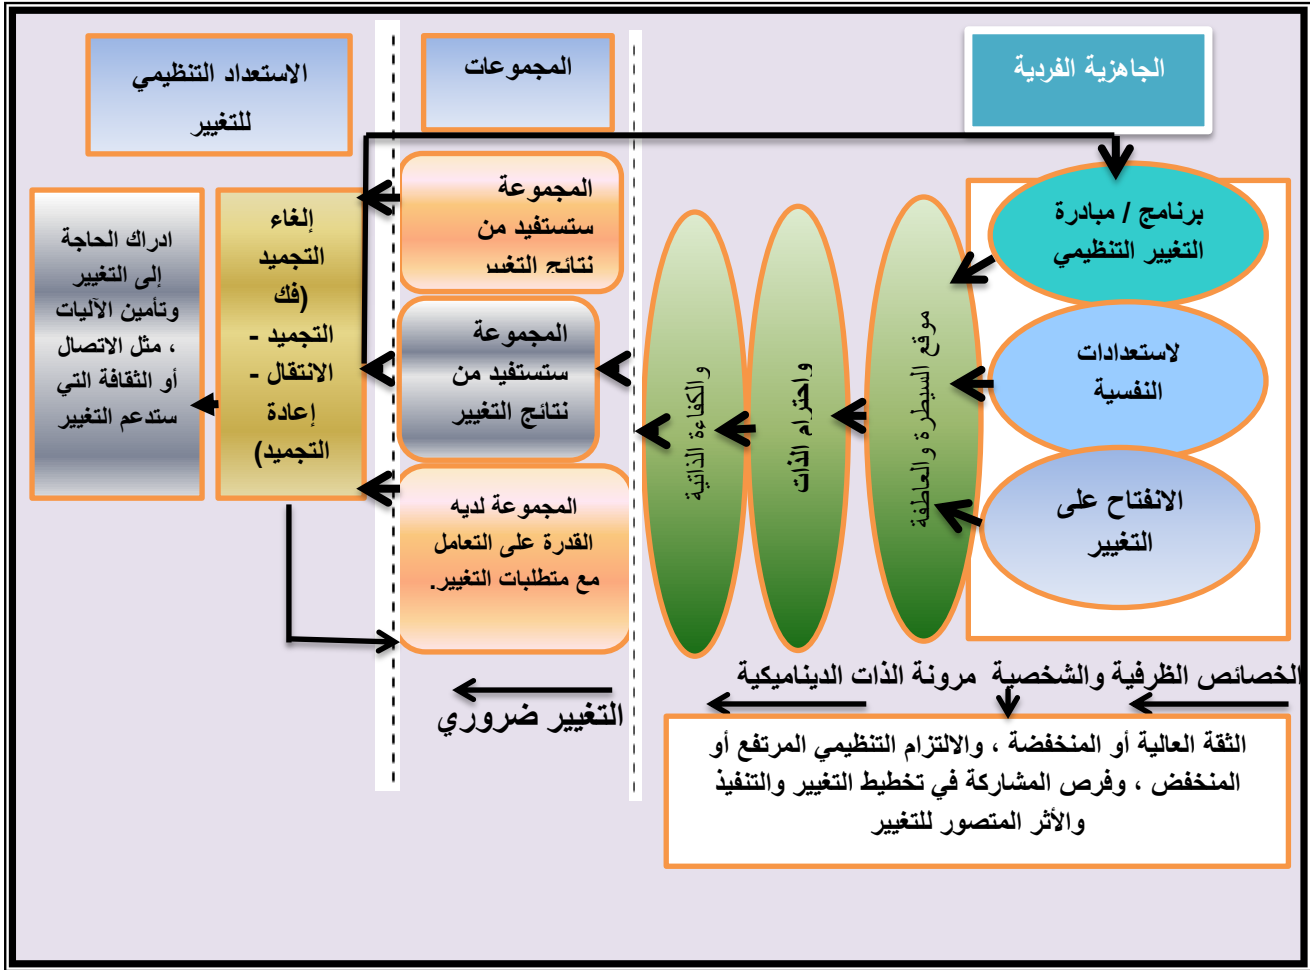 الجاهزية الفردية
المجموعات
الاستعداد التنظيمي
للتغيير
برنامج / مبادرة
التغيير التنظيمي
لاستعدادات
النفسية
الانفتاح على
التغيير
موقع السيطرة والعاطفة
واحترام الذات
والكفاءة الذاتية
المجموعة
ستستفيد من
نتائج التغيير
المجموعة
ستستفيد من
نتائج التغيير
المجموعة لديه
القدرة على التعامل
مع متطلبات التغيير.
إلغاء
التجميد
(فك
التجميد -
الانتقال -
إعادة
التجميد)
ادراك الحاجة
إلى التغيير
وتأمين الآليات
، مثل الاتصال
أو الثقافة التي
ستدعم التغيير
الخصائص الظرفية والشخصية مرونة الذات الديناميكية
التغيير ضروري
الثقة العالية أو المنخفضة ، والالتزام التنظيمي المرتفع أو
المنخفض ، وفرص المشاركة في تخطيط التغيير والتنفيذ
والأثر المتصور للتغيير